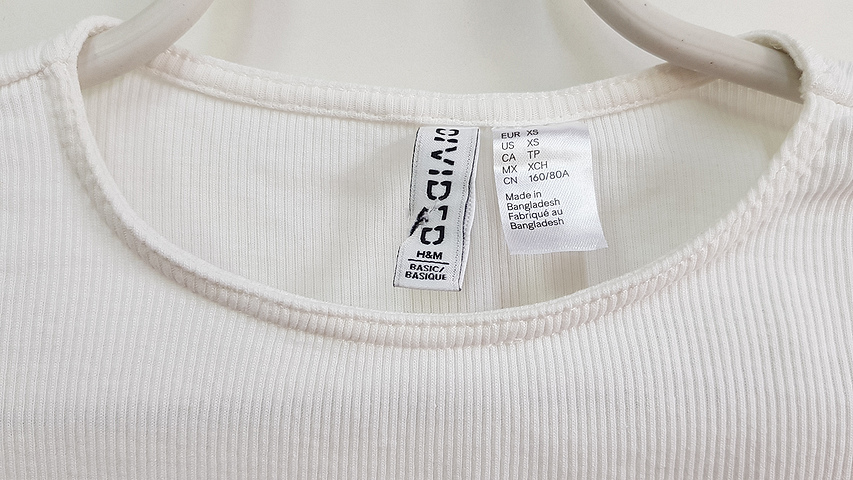 DIVIDED
H&M
BASIC/
BASIQUE
EUR XS
US XS
CA TP
MX XCH
CN 160/80A
Made in
Bangladesh
Fabriqué au
Bangladesh